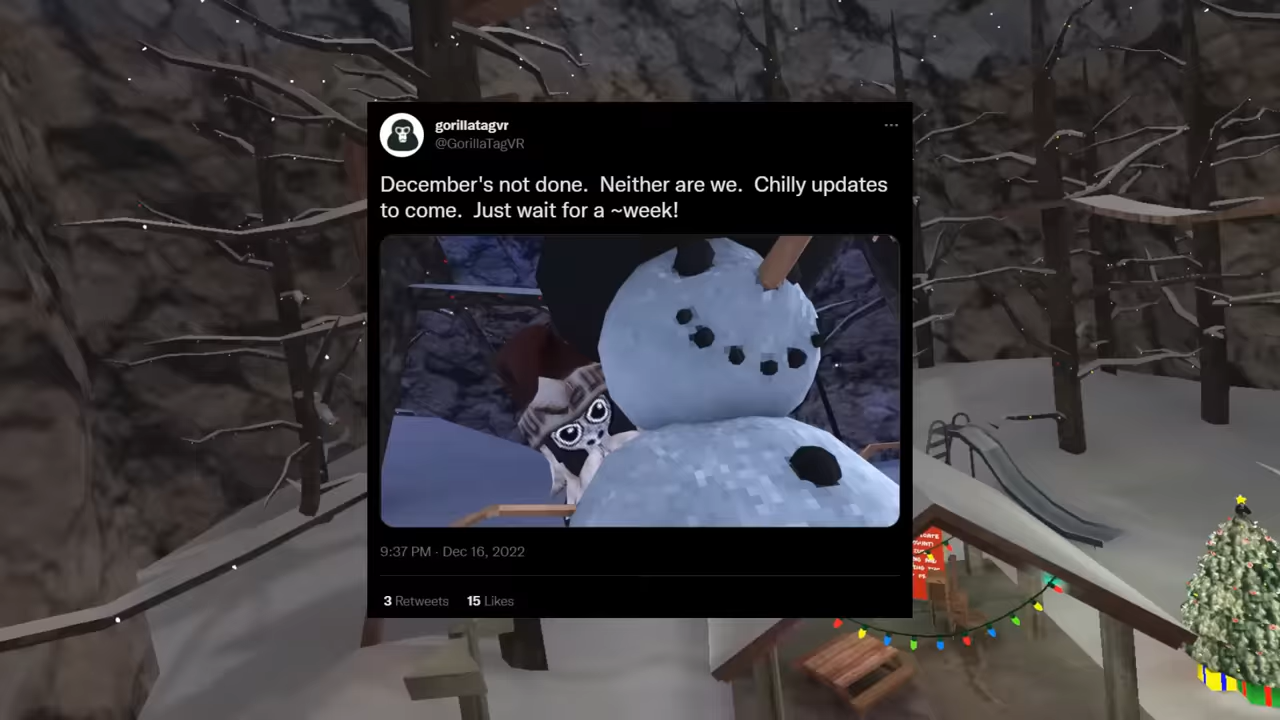 gorillatagvr
@GorillaTagVR
December's not done.  Neither are we.  Chilly updates
to come.  Just wait for a ~week!
9:37 PM · Dec 16, 2022
3 Retweets 15 Likes